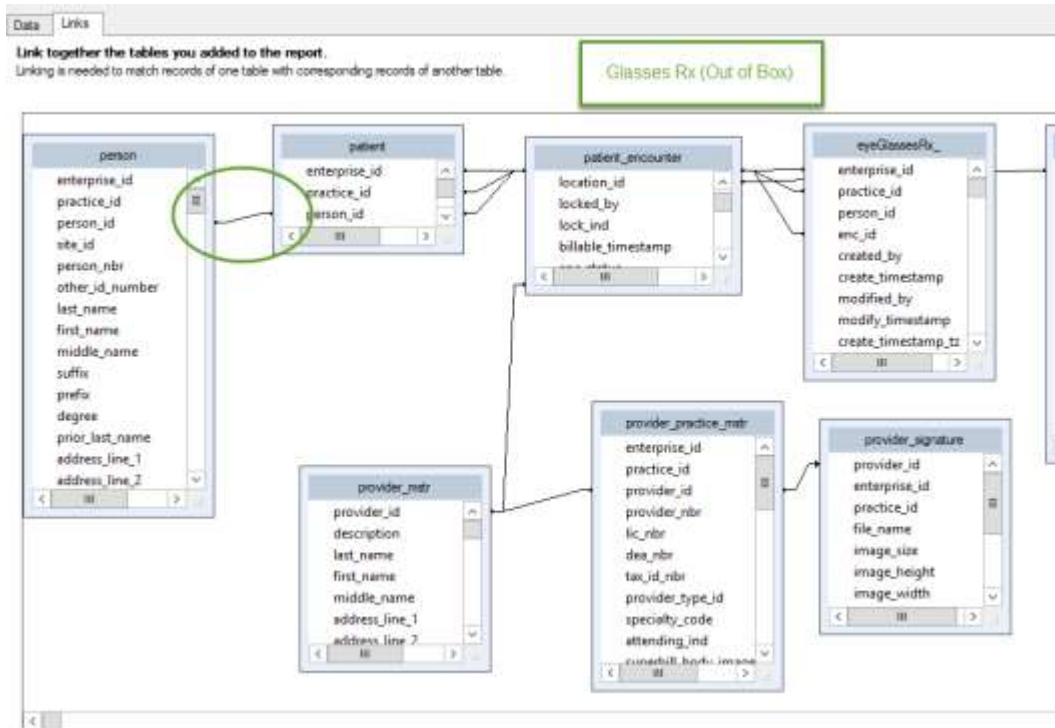 Data Links
Link together the tables you added to the report.
Linking is needed to match records of one table with corresponding records of another table.
Glasses Rx (Out of Box)
person
enterprise_id
practice_id
person_id
site_id
person_nbr
other_id_number
last_name
first_name
middle_name
suffix
prefix
degree
prior_last_name
address_line_1
address_line_2
patient
enterprise_id
practice_id
person_id
patient_encounter
location_id
locked_by
lock_ind
billable_timestamp
eyeGlassesRx_
enterprise_id
practice_id
person_id
enc_id
created_by
create_timestamp
modified_by
modify_timestamp
create_timestamp_tz
provider_mstr
provider_id
description
last_name
first_name
middle_name
address_line_1
address_line_2
provider_practice_mstr
enterprise_id
practice_id
provider_id
provider_nbr
lic_nbr
dea_nbr
tax_id_nbr
provider_type_id
specialty_code
attending_ind
superbill_body_image
provider_signature
provider_id
enterprise_id
practice_id
file_name
image_size
image_height
image_width